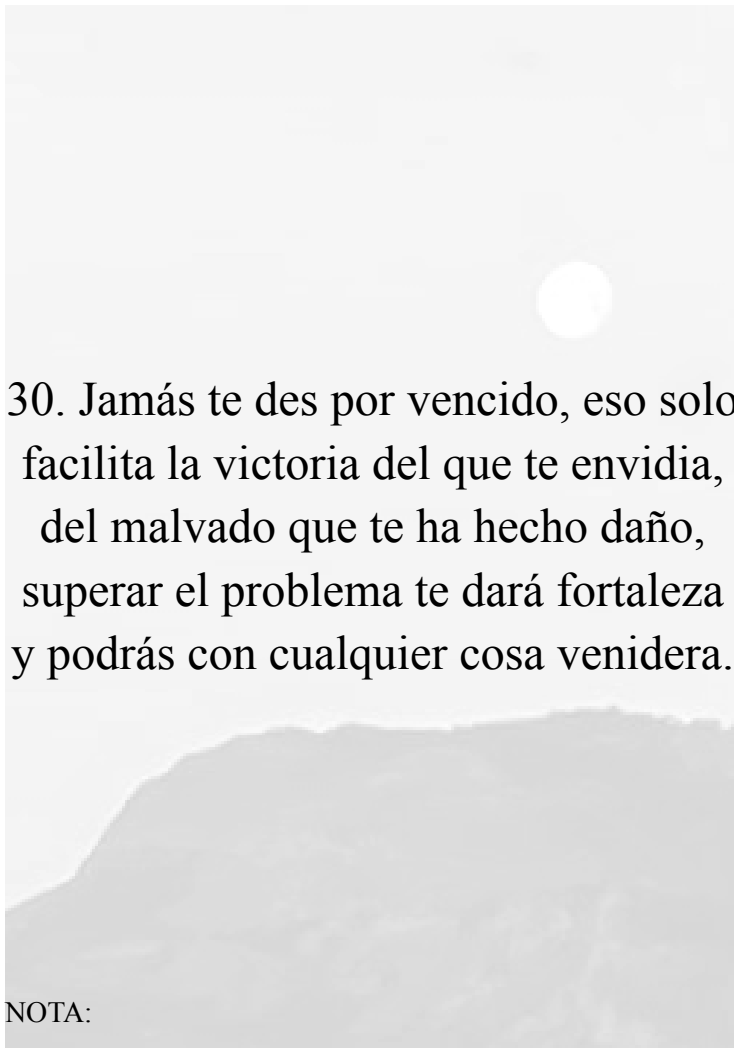 30. Jamás te des por vencido, eso solo
facilita la victoria del que te envidia,
del malvado que te ha hecho daño,
superar el problema te dará fortaleza
y podrás con cualquier cosa venidera.
NOTA: